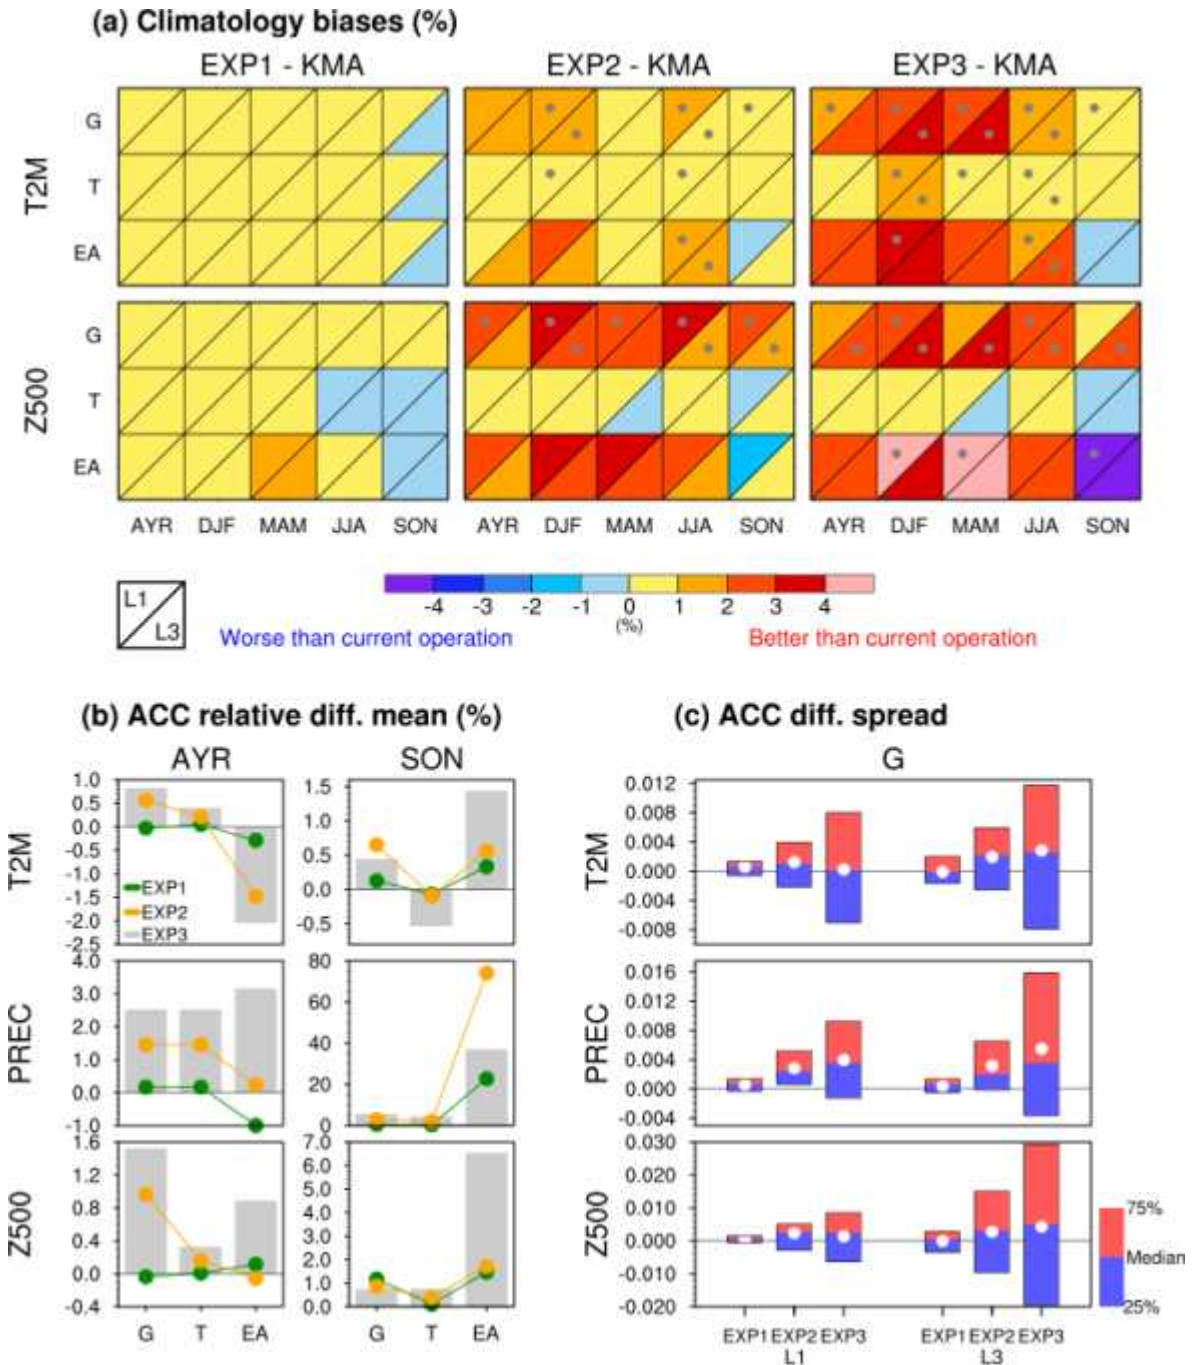 (a) Climatology biases (%)
EXP1 - KMA EXP2 - KMA EXP3 - KMA
T2M
G
T
EA
Z500
G
T
EA
AYR DJF MAM JJA SON AYR DJF MAM JJA SON AYR DJF MAM JJA SON
L1
L3
-4 -3 -2 -1 0 1 2 3 4
(%)
Worse than current operation Better than current operation
(b) ACC relative diff. mean (%)
AYR SON
T2M
1.0
0.5
0.0
-0.5
-1.0
-1.5
-2.0
-2.5
EXP1
EXP2
EXP3
1.5
1.0
0.5
0.0
-0.5
PREC
4.0
3.0
2.0
1.0
0.0
-1.0
80
60
40
20
0
Z500
1.6
1.2
0.8
0.4
0.0
-0.4
7.0
6.0
5.0
4.0
3.0
2.0
1.0
0.0
G T EA G T EA
(c) ACC diff. spread
G
T2M
0.012
0.008
0.004
0.000
-0.004
-0.008
PREC
0.016
0.012
0.008
0.004
0.000
-0.004
Z500
0.030
0.020
0.010
0.000
-0.010
-0.020
75%
Median
25%
EXP1 EXP2 EXP3 EXP1 EXP2 EXP3
L1 L3